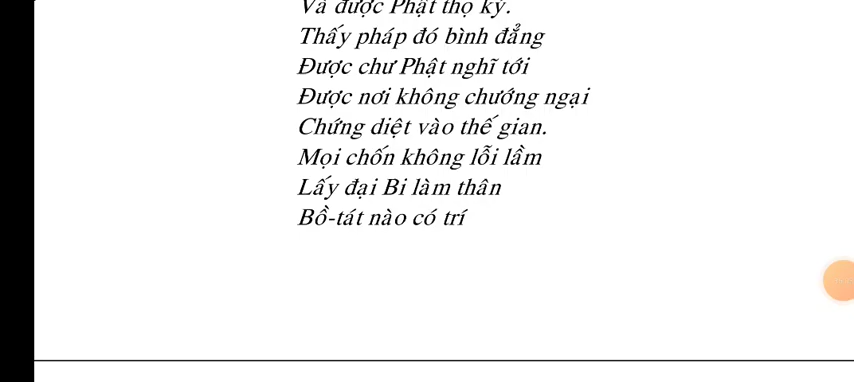 Và được Phật thọ ký.
Thấy pháp đó bình đẳng
Được chư Phật nghĩ tới
Được nơi không chướng ngại
Chứng diệt vào thế gian.
Mọi chốn không lỗi lầm
Lấy đại Bi làm thân
Bồ-tát nào có trí